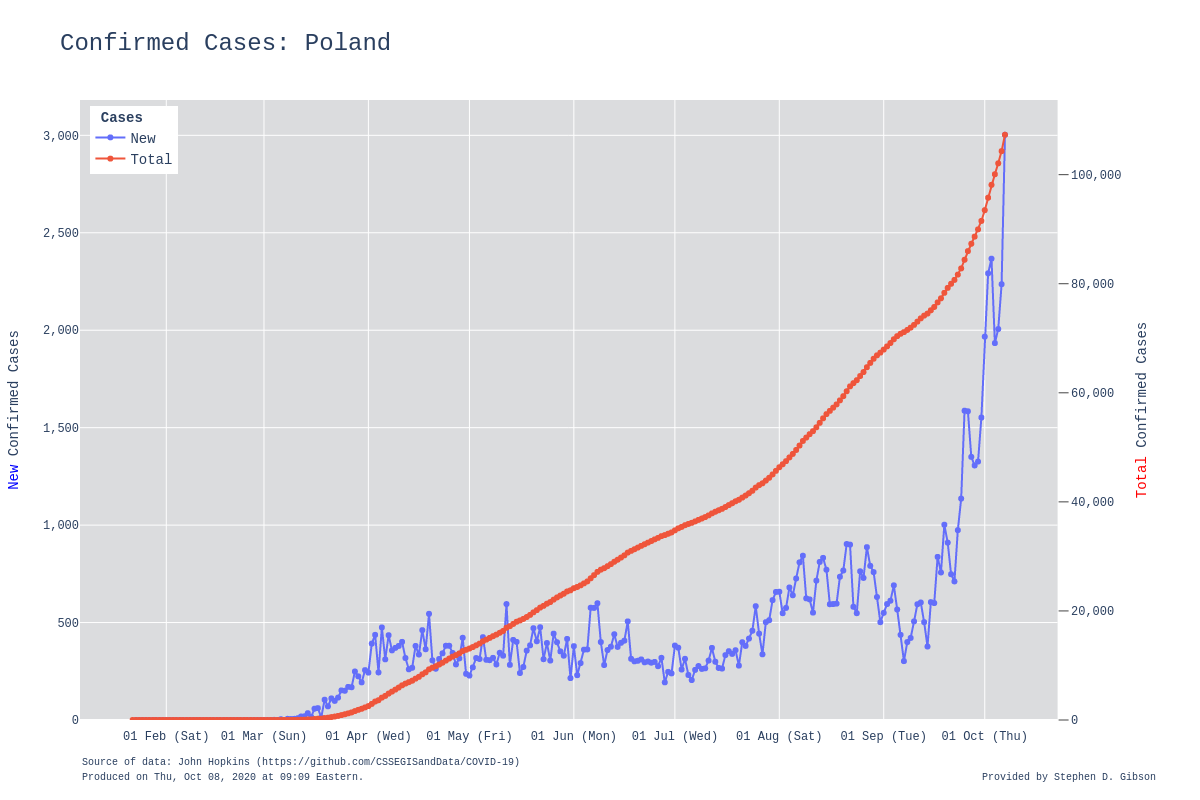 Confirmed Cases: Poland
Cases
New
Total
3,000
2,500
2,000
1,500
1,000
500
0
100,000
80,000
60,000
40,000
20,000
0
New Confirmed Cases
Total Confirmed Cases
01 Feb (Sat) 01 Mar (Sun) 01 Apr (Wed) 01 May (Fri) 01 Jun (Mon) 01 Jul (Wed) 01 Aug (Sat) 01 Sep (Tue) 01 Oct (Thu)
Source of data: John Hopkins (https://github.com/CSSEGISandData/COVID-19)
Produced on Thu, Oct 08, 2020 at 09:09 Eastern.
Provided by Stephen D. Gibson